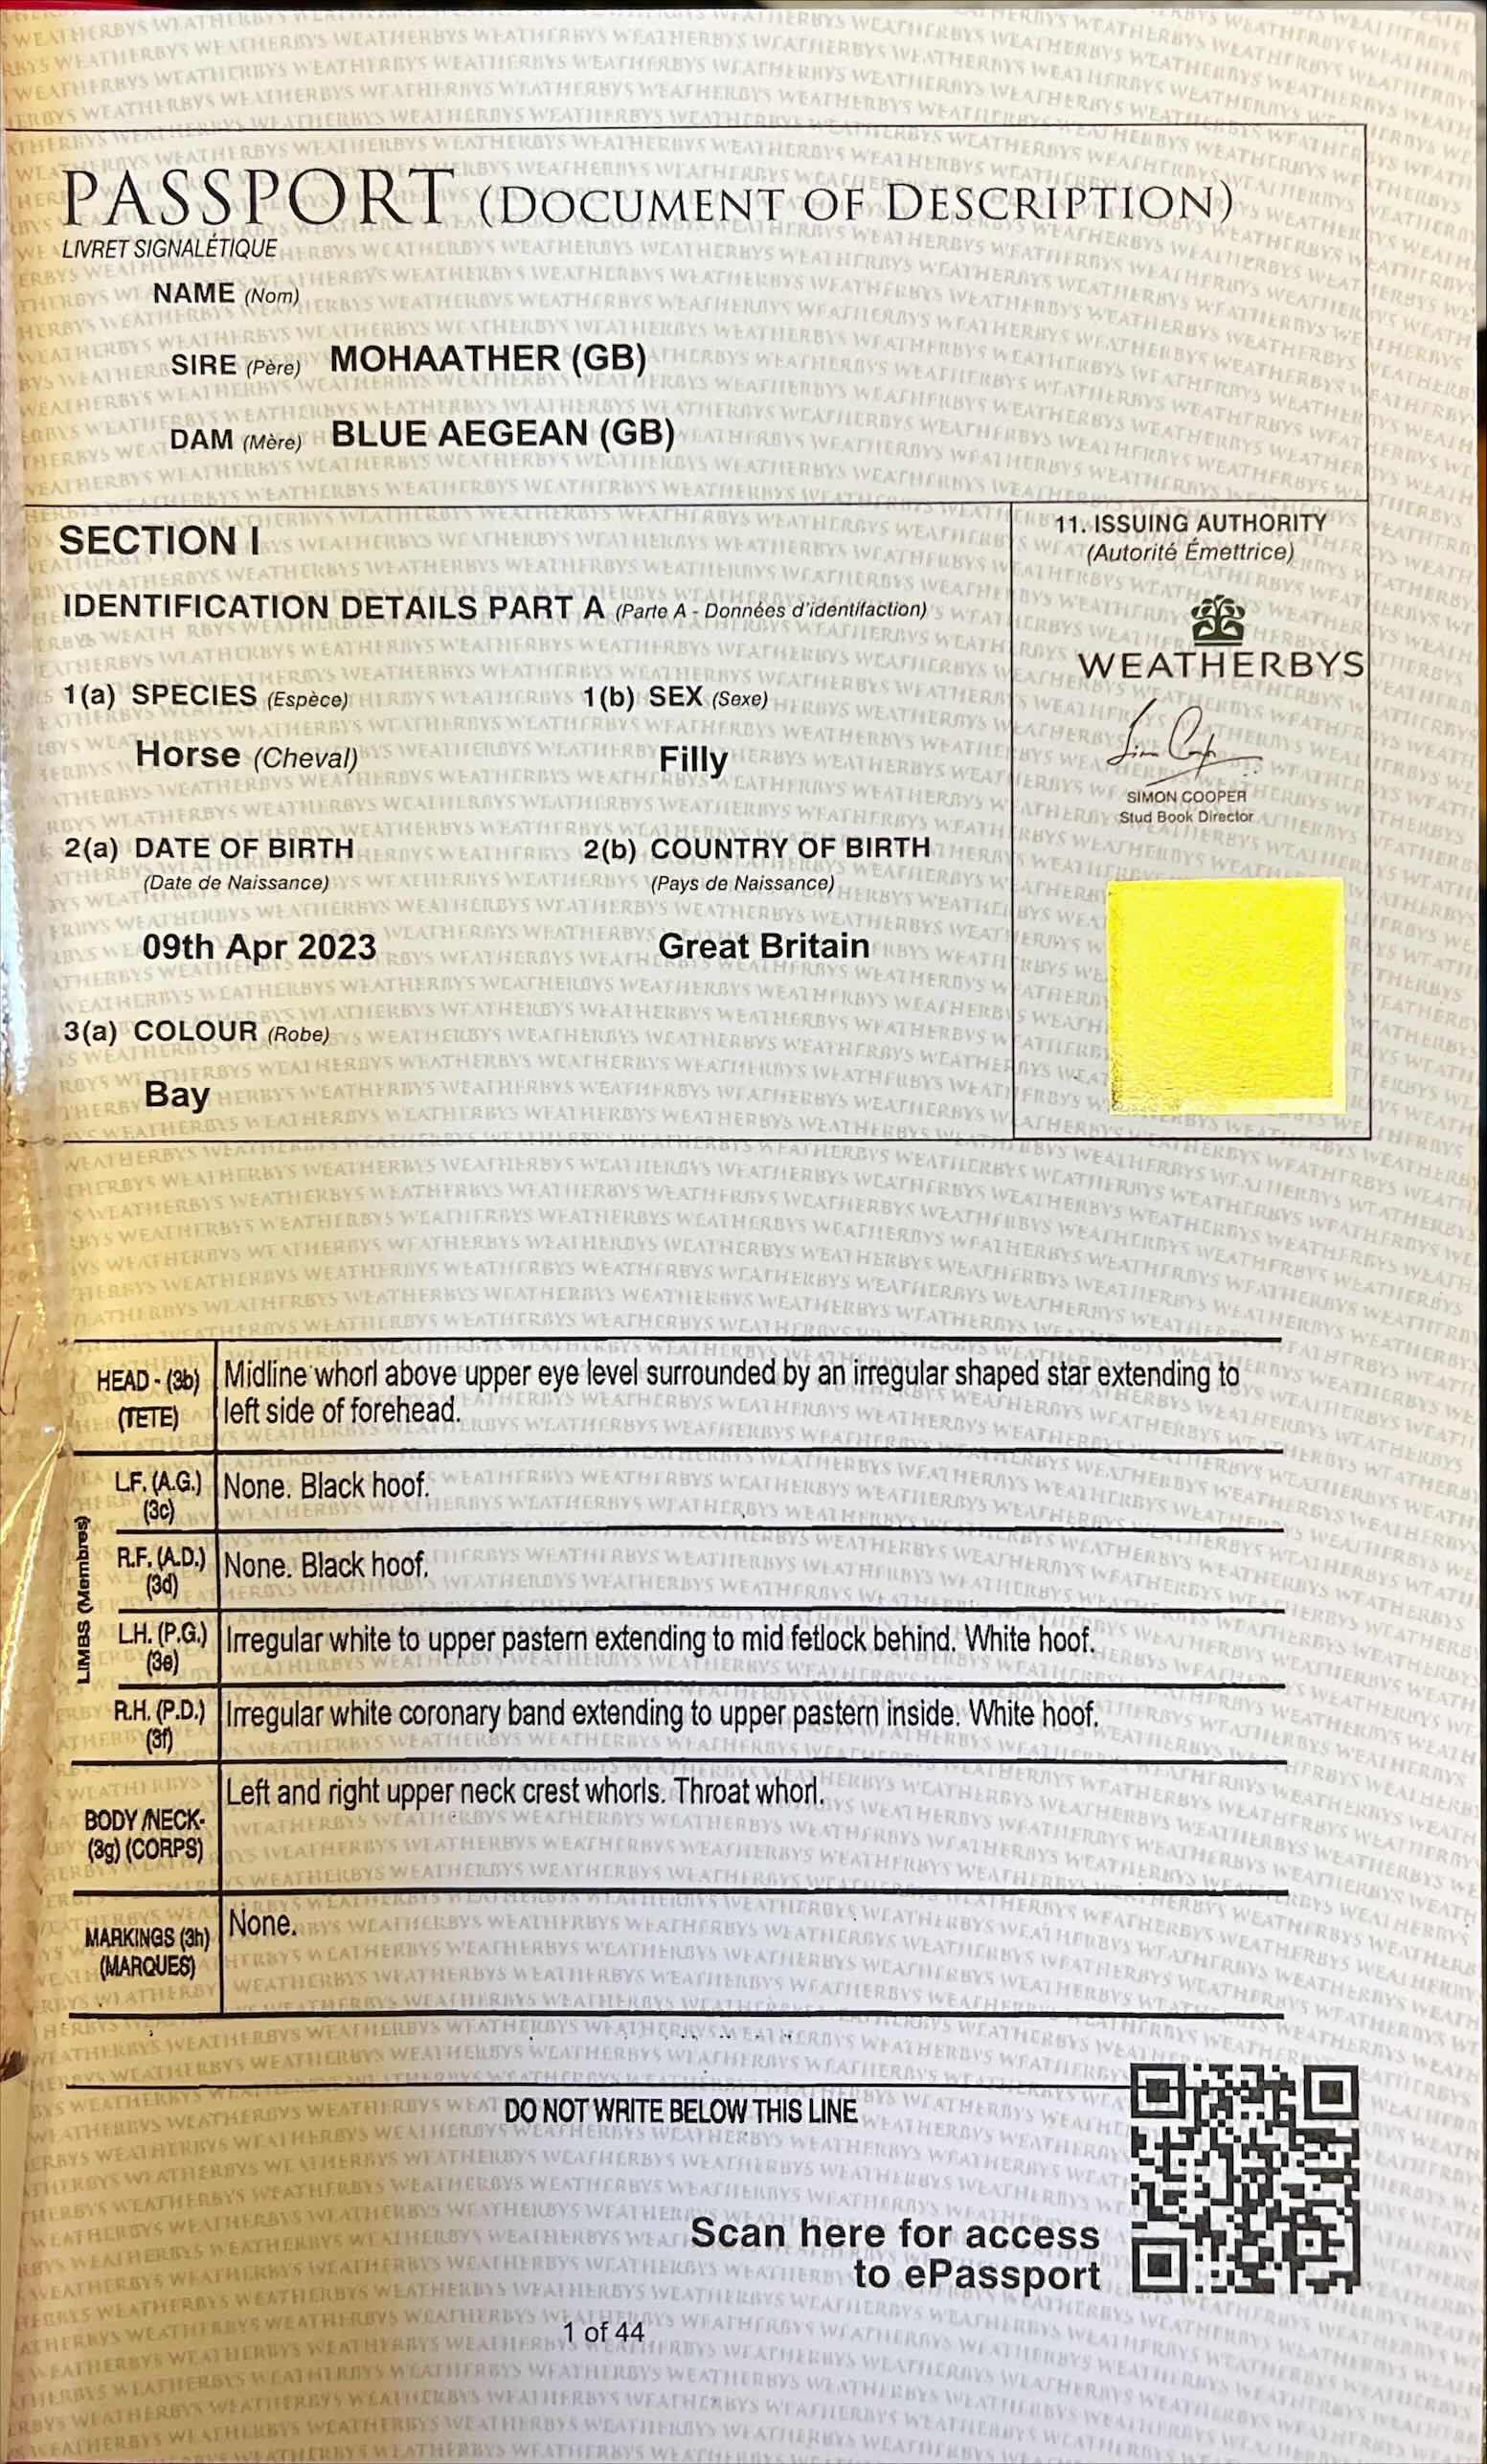 PASSPORT (DOCUMENT OF DESCRIPTION)
LIVRET SIGNALÉTIQUE
NAME (Nom)
SIRE (Père) MOHAATHER (GB)
DAM (Mère) BLUE AEGEAN (GB)
SECTION I
IDENTIFICATION DETAILS PART A (Parte A - Données d'identifaction)
1(a) SPECIES (Espèce) 1(b) SEX (Sexe)
Horse (Cheval) Filly
2(a) DATE OF BIRTH 2(b) COUNTRY OF BIRTH
(Date de Naissance) (Pays de Naissance)
09th Apr 2023 Great Britain
3(a) COLOUR (Robe)
Bay
11. ISSUING AUTHORITY
(Autorité Émettrice)
WEATHERBYS
SIMON COOPER
Stud Book Director
HEAD - (3b) Midline whorl above upper eye level surrounded by an irregular shaped star extending to
(TETE) left side of forehead.
LIMBS (Membres)
L.F. (A.G.) None. Black hoof.
(3c)
R.F. (A.D.) None. Black hoof.
(3d)
L.H. (P.G.) Irregular white to upper pastern extending to mid fetlock behind. White hoof.
(3e)
R.H. (P.D.) Irregular white coronary band extending to upper pastern inside. White hoof.
(3f)
Left and right upper neck crest whorls. Throat whorl.
BODY /NECK-
(3g) (CORPS)
None.
MARKINGS (3h)
(MARQUES)
DO NOT WRITE BELOW THIS LINE
Scan here for access
to ePassport
1 of 44